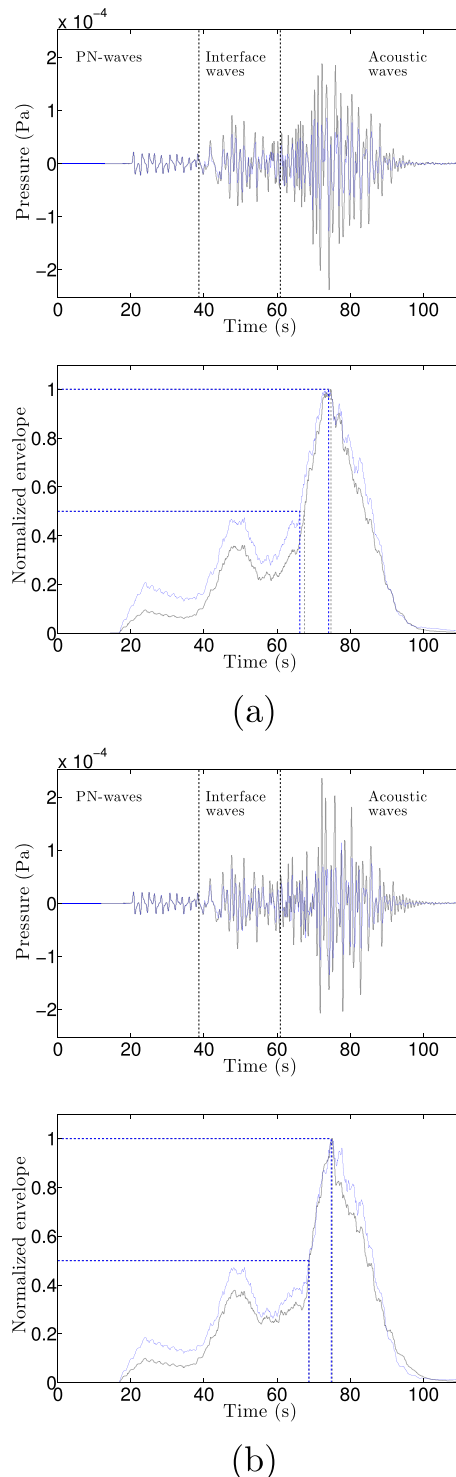 x 10⁻⁴
2
1
0
−1
−2
Pressure (Pa)
PN-waves
Interface
waves
Acoustic
waves
0 20 40 60 80 100
Time (s)
1
0.8
0.6
0.4
0.2
0
Normalized envelope
0 20 40 60 80 100
Time (s)
(a)
x 10⁻⁴
2
1
0
−1
−2
Pressure (Pa)
PN-waves
Interface
waves
Acoustic
waves
0 20 40 60 80 100
Time (s)
1
0.8
0.6
0.4
0.2
0
Normalized envelope
0 20 40 60 80 100
Time (s)
(b)